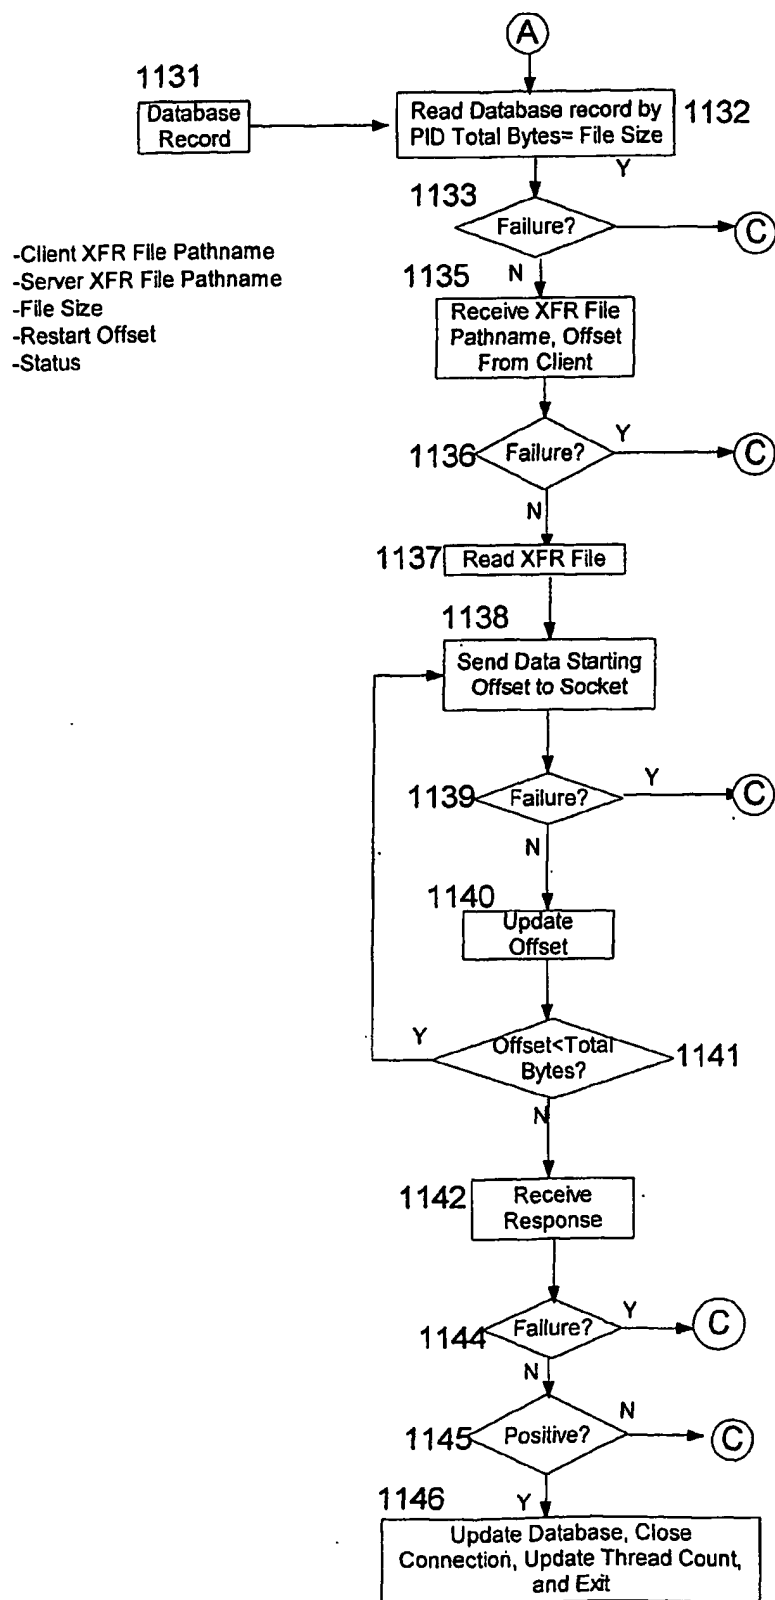 A
1131
Database
Record
Read Database record by
PID Total Bytes= File Size
1132
Y
1133
Failure?
C
-Client XFR File Pathname
-Server XFR File Pathname
-File Size
-Restart Offset
-Status
N
1135
Receive XFR File
Pathname, Offset
From Client
1136
Failure?
Y
C
N
1137
Read XFR File
1138
Send Data Starting
Offset to Socket
1139
Failure?
Y
C
N
1140
Update
Offset
Y
Offset<Total
Bytes?
1141
N
1142
Receive
Response
1144
Failure?
Y
C
N
1145
Positive?
N
C
Y
1146
Update Database, Close
Connection, Update Thread Count,
and Exit